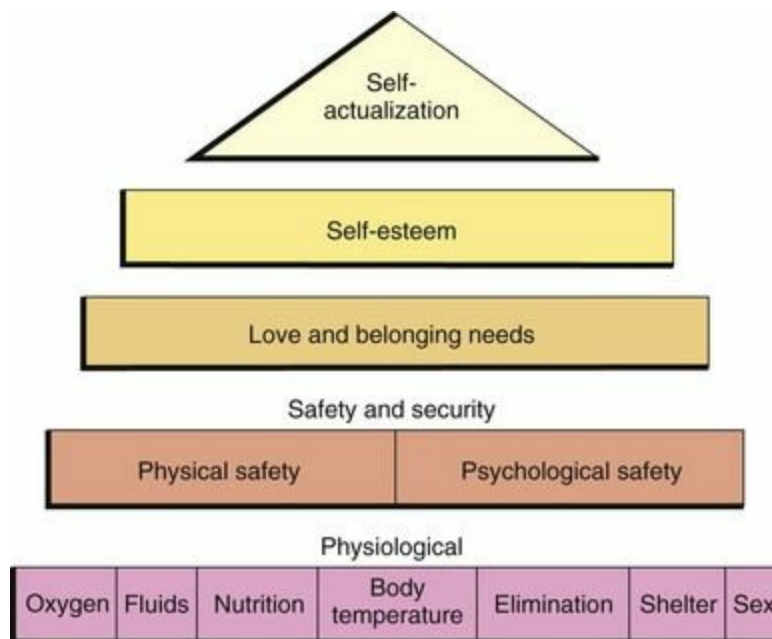 Self-
actualization
Self-esteem
Love and belonging needs
Safety and security
Physical safety Psychological safety
Physiological
Oxygen Fluids Nutrition Body temperature Elimination Shelter Sex